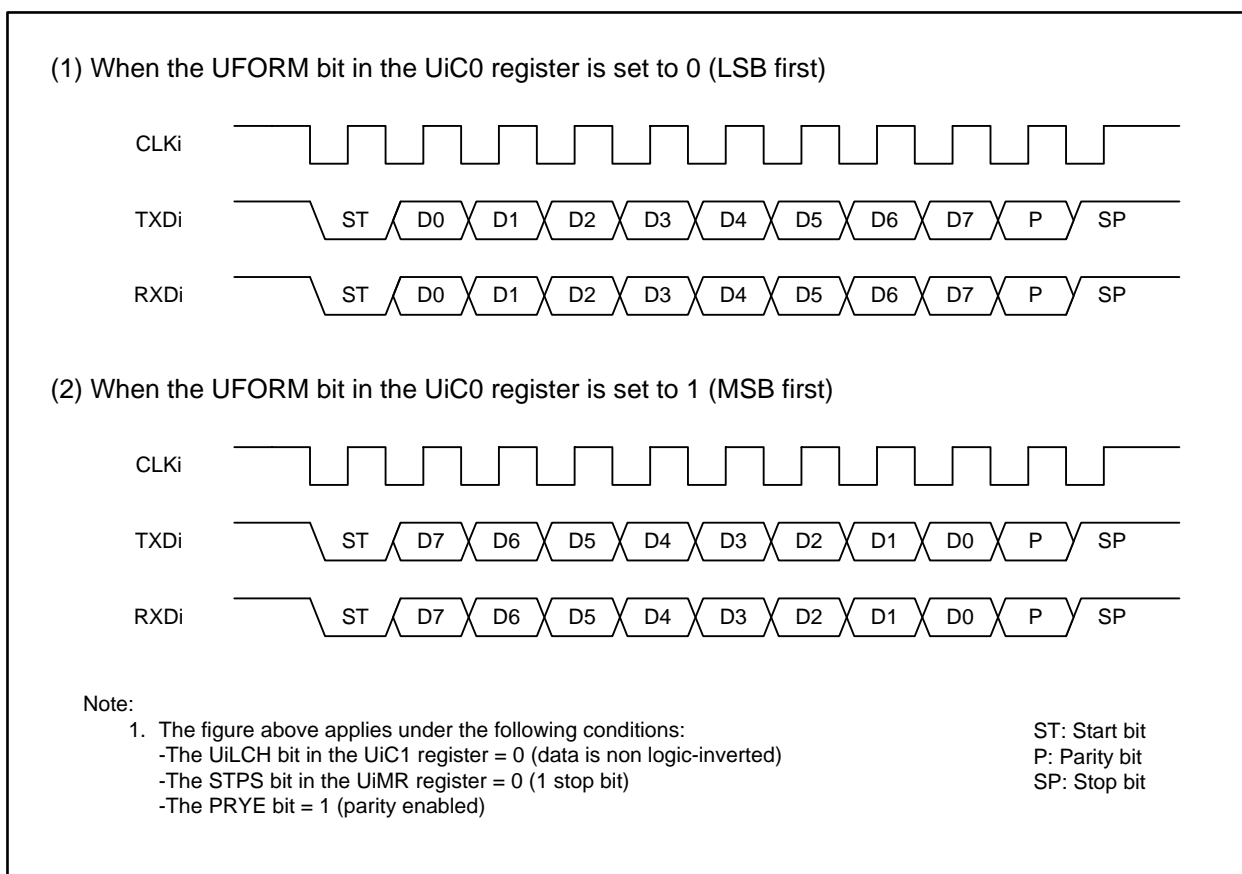 (1) When the UFORM bit in the UiC0 register is set to 0 (LSB first)
CLKi
TXDi ST D0 D1 D2 D3 D4 D5 D6 D7 P SP
RXDi ST D0 D1 D2 D3 D4 D5 D6 D7 P SP
(2) When the UFORM bit in the UiC0 register is set to 1 (MSB first)
CLKi
TXDi ST D7 D6 D5 D4 D3 D2 D1 D0 P SP
RXDi ST D7 D6 D5 D4 D3 D2 D1 D0 P SP
Note:
1. The figure above applies under the following conditions:
-The UiLCH bit in the UiC1 register = 0 (data is non logic-inverted)
-The STPS bit in the UiMR register = 0 (1 stop bit)
-The PRYE bit = 1 (parity enabled)
ST: Start bit
P: Parity bit
SP: Stop bit